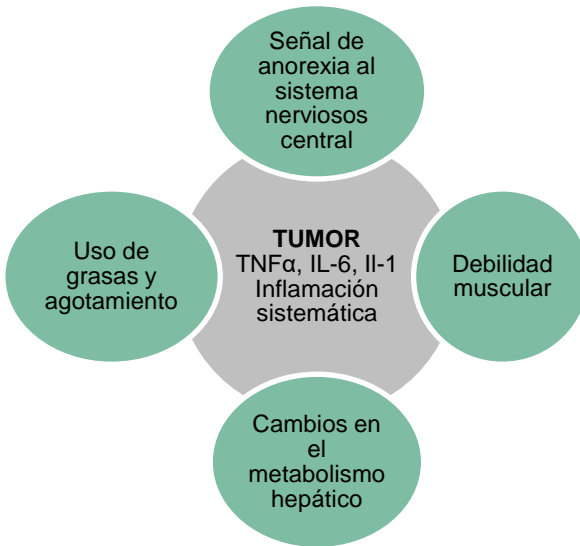 Señal de
anorexia al
sistema
nerviosos
central
TUMOR
TNFα, IL-6, Il-1
Inflamación
sistemática
Uso de
grasas y
agotamiento
Debilidad
muscular
Cambios en
el
metabolismo
hepático